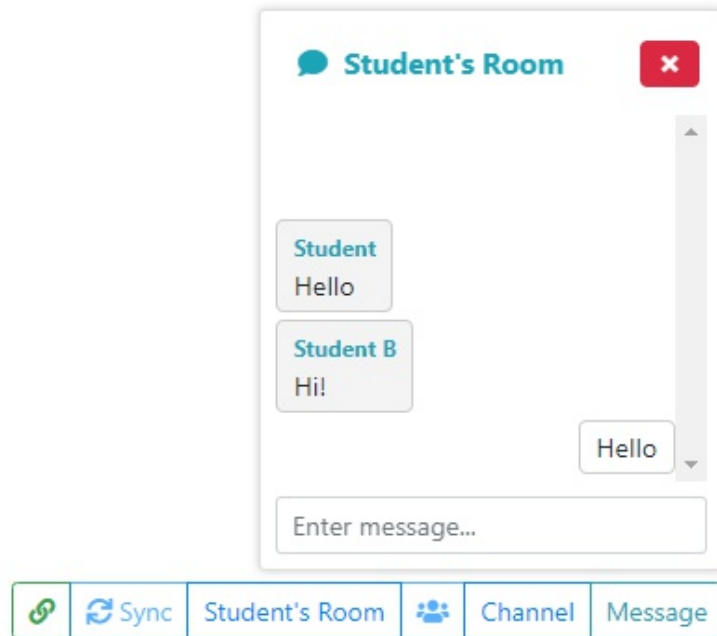 Student's Room
Student
Hello
Student B
Hi!
Hello
Enter message...
Sync Student's Room Channel Message